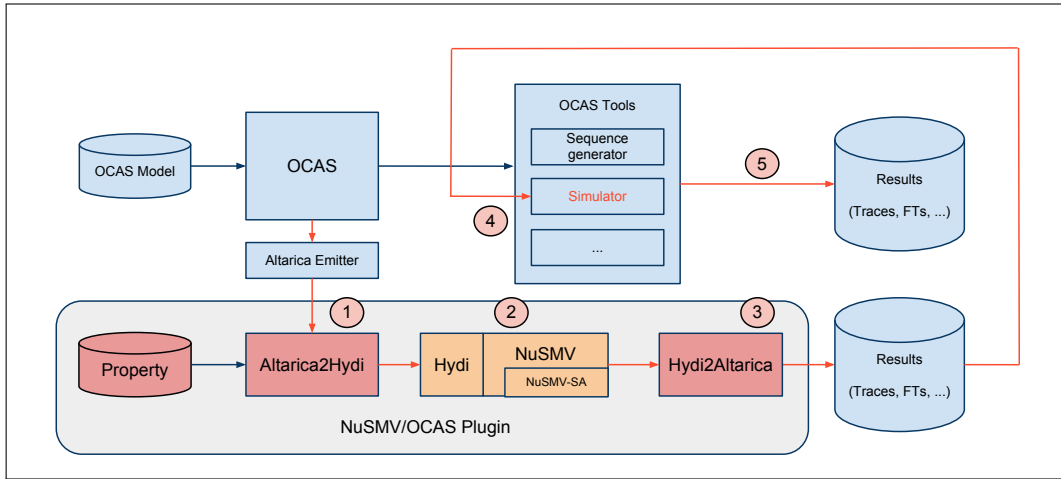 OCAS Tools
Sequence
generator
Simulator
...
4
5
OCAS Model
OCAS
Results
(Traces, FTs, ...)
Altarica Emitter
1
2
3
Property
Altarica2Hydi
Hydi
NuSMV
NuSMV-SA
Hydi2Altarica
Results
(Traces, FTs, ...)
NuSMV/OCAS Plugin